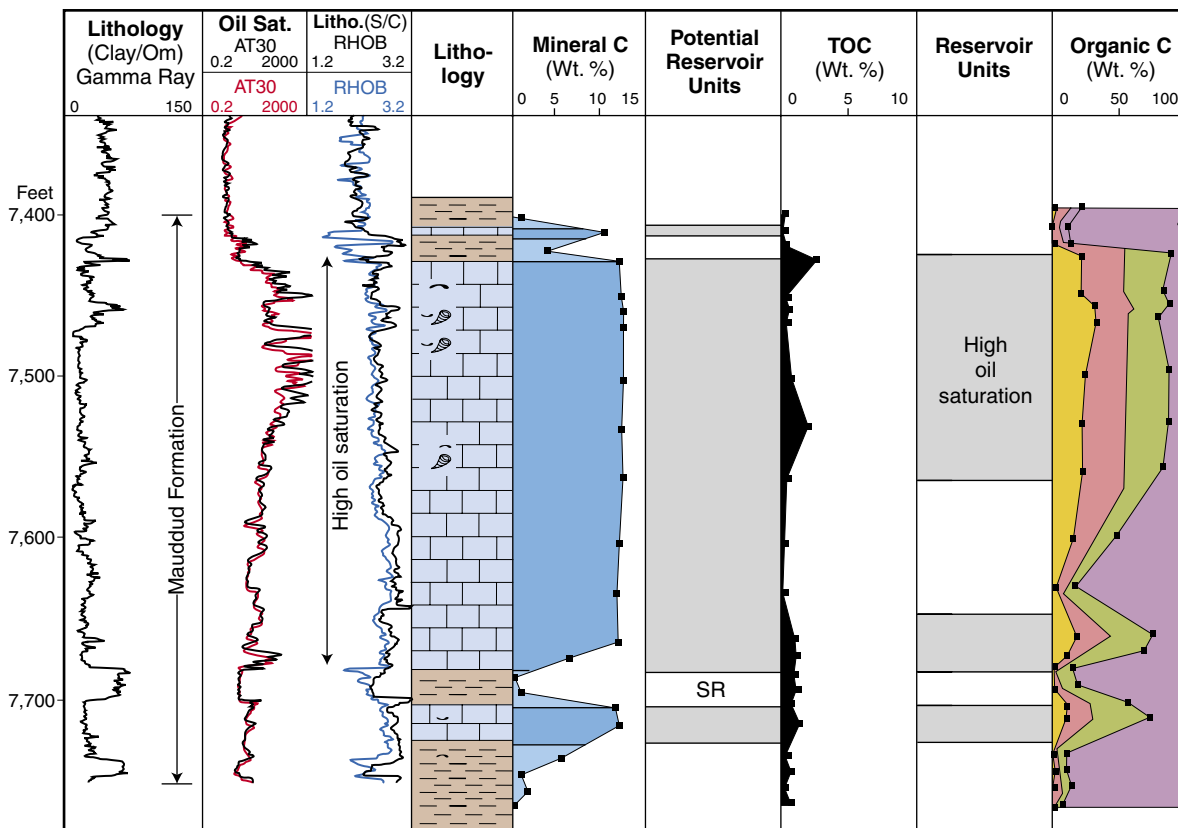 Lithology
(Clay/Om)
Gamma Ray
0 150
Oil Sat.
AT30
0.2 2000
AT30
0.2 2000
Litho.(S/C)
RHOB
1.2 3.2
RHOB
1.2 3.2
Litho-
logy
Mineral C
(Wt. %)
0 5 10 15
Potential
Reservoir
Units
TOC
(Wt. %)
0 5 10
Reservoir
Units
Organic C
(Wt. %)
0 50 100
Feet
7,400
7,500
7,600
7,700
Mauddud Formation
High oil saturation
SR
High
oil
saturation